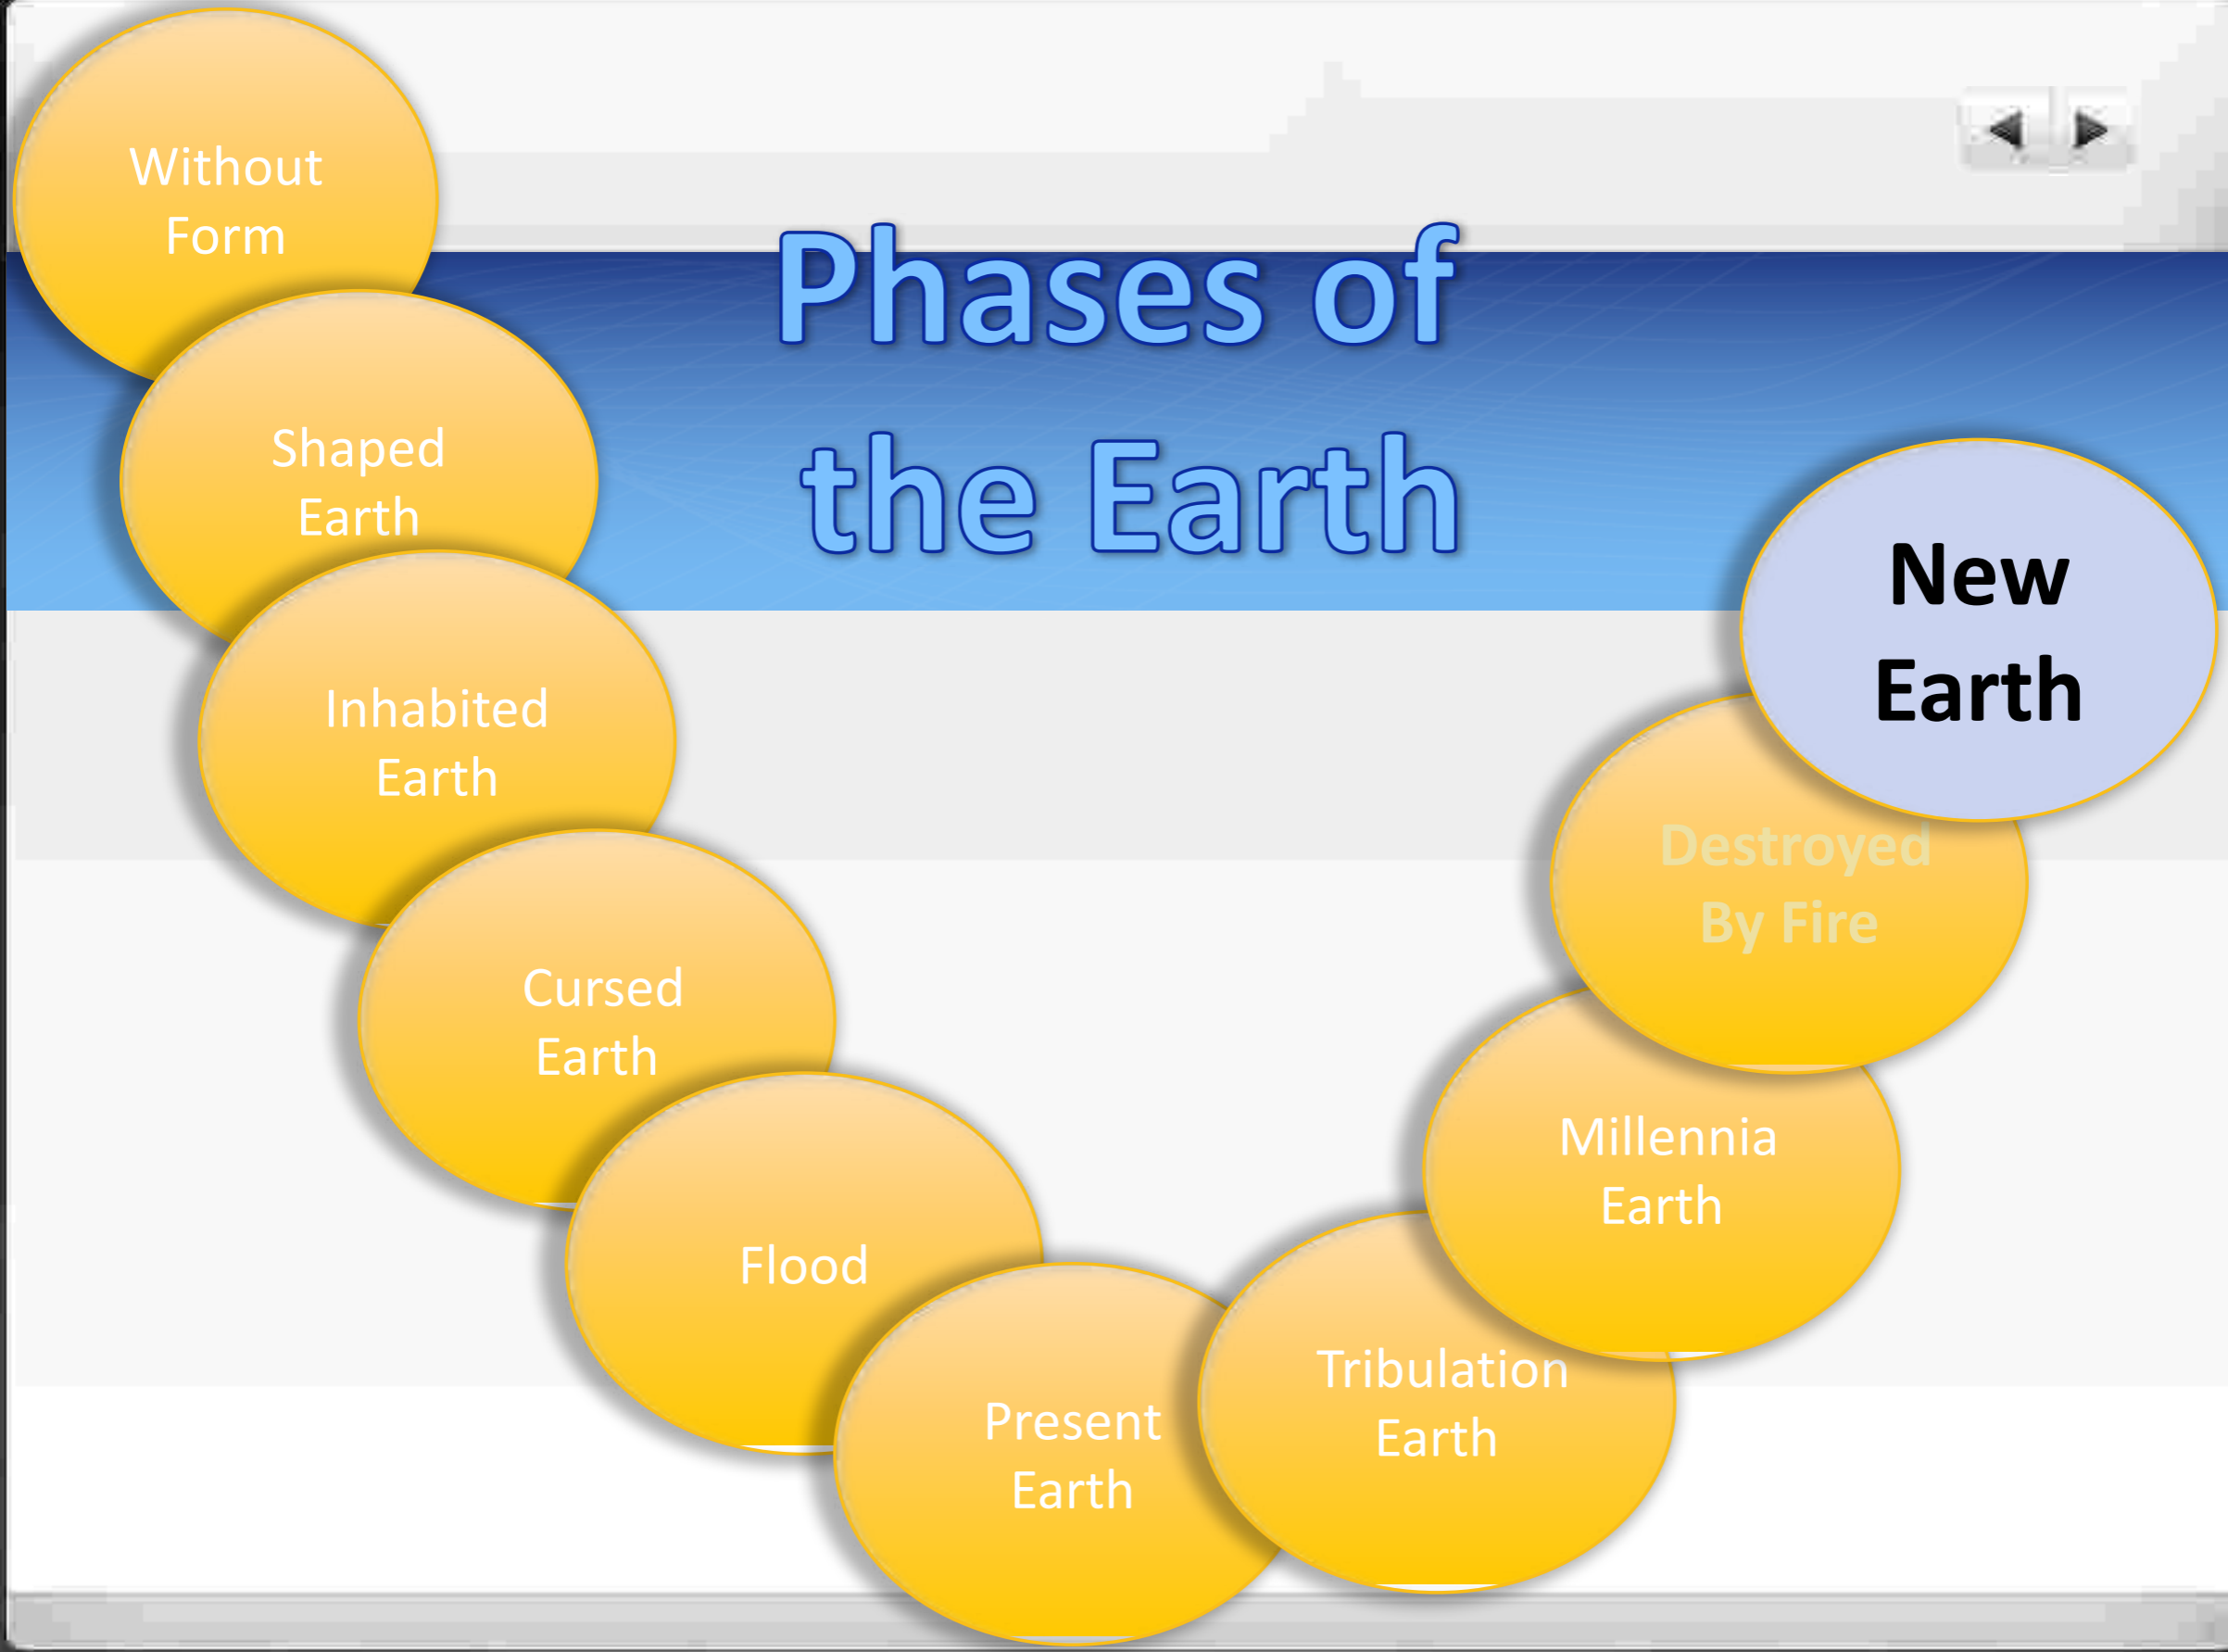 Phases of
the Earth
Without
Form
Shaped
Earth
Inhabited
Earth
Cursed
Earth
Flood
Present
Earth
Tribulation
Earth
Millennia
Earth
Destroyed
By Fire
New
Earth